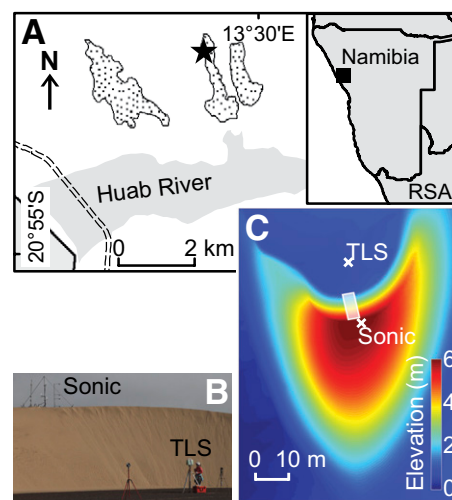 A
13°30'E
N
Namibia
RSA
Huab River
20°55'S
0 2 km
C
TLS
Sonic
Elevation (m)
6
4
2
0
0 10 m
B
Sonic
TLS